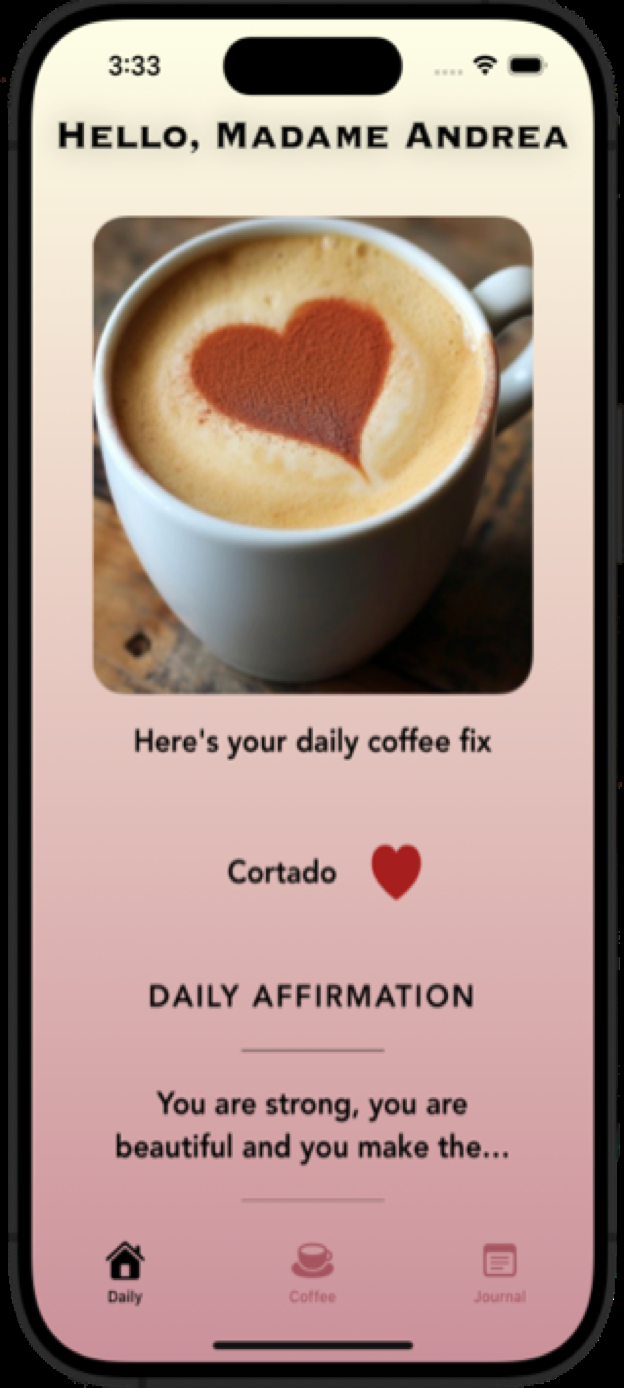 3:33
HELLO, MADAME ANDREA
Here's your daily coffee fix
Cortado
DAILY AFFIRMATION
You are strong, you are
beautiful and you make the...
Daily
Coffee
Journal